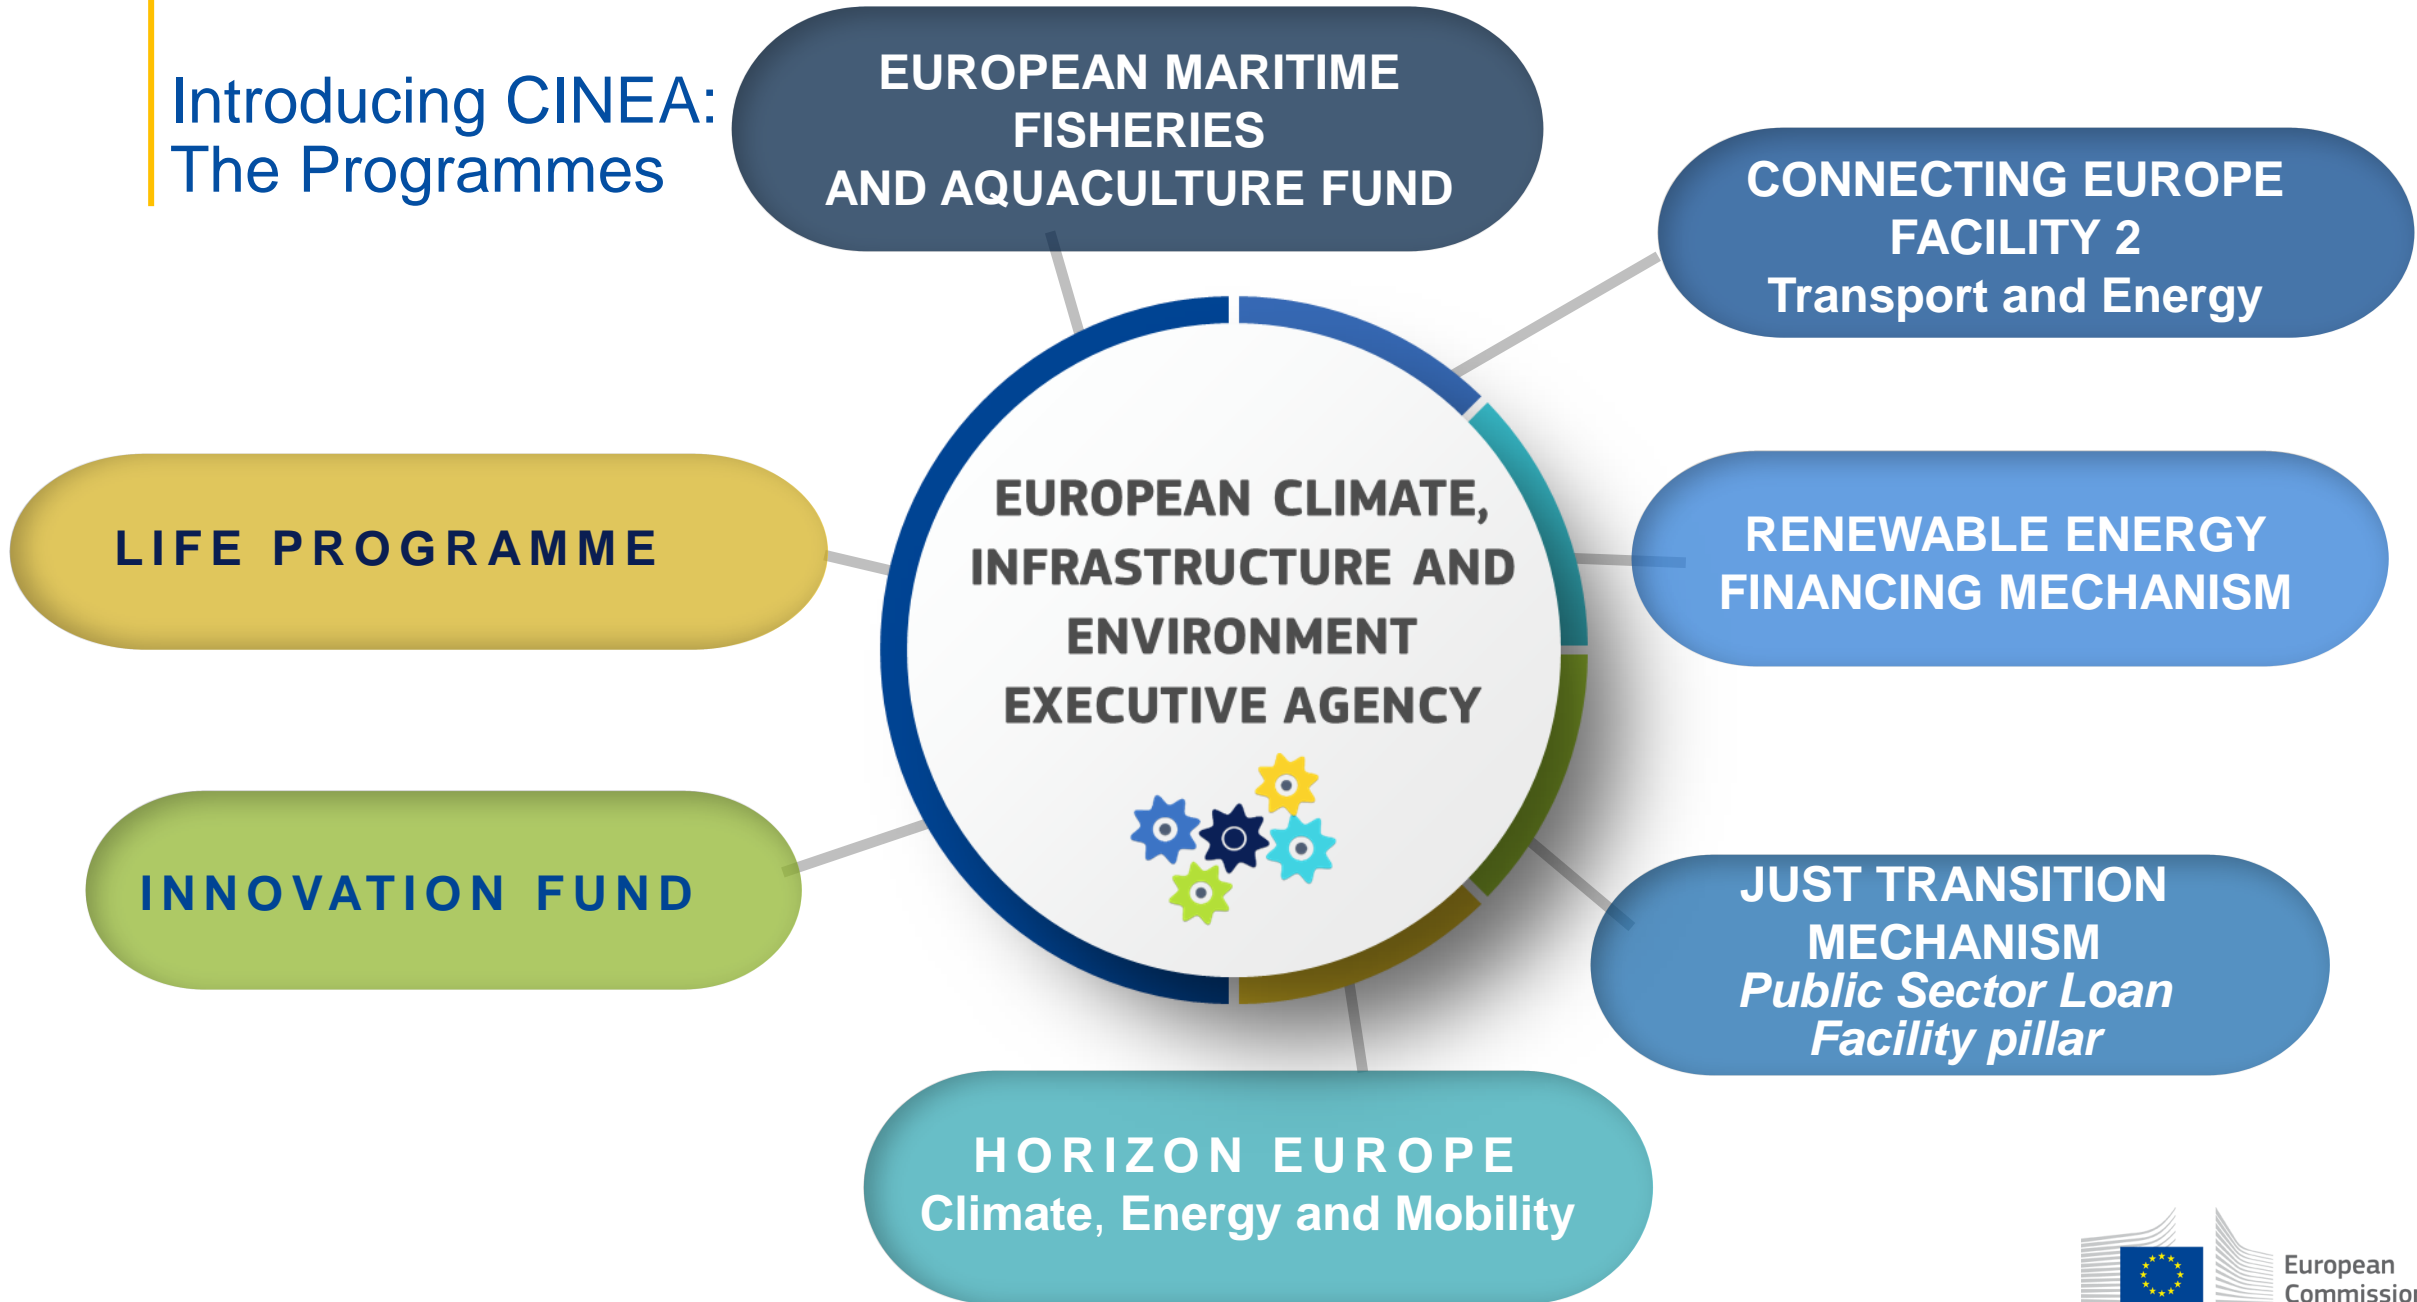 Introducing CINEA:
The Programmes
EUROPEAN MARITIME
FISHERIES
AND AQUACULTURE FUND
CONNECTING EUROPE
FACILITY 2
Transport and Energy
LIFE PROGRAMME
EUROPEAN CLIMATE,
INFRASTRUCTURE AND
ENVIRONMENT
EXECUTIVE AGENCY
RENEWABLE ENERGY
FINANCING MECHANISM
INNOVATION FUND
JUST TRANSITION
MECHANISM
Public Sector Loan
Facility pillar
HORIZON EUROPE
Climate, Energy and Mobility
European
Commission